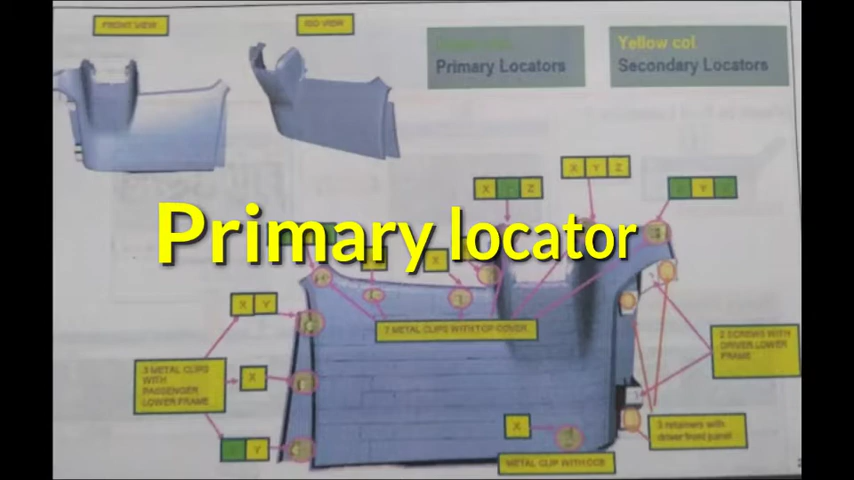 FRONT VIEW
ISO VIEW
Primary Locators
Yellow col.
Secondary Locators
X Y Z
X Z
Y
Primary locator
X
X Y
7 METAL CLIPS WITH TOP COVER
2 SCREWS WITH
DRIVER LOWER
FRAME
3 METAL CLIPS
WITH
PASSENGER
LOWER FRAME
X
X
3 retainers with
driver front panel
Y
METAL CLIP WITH CCB